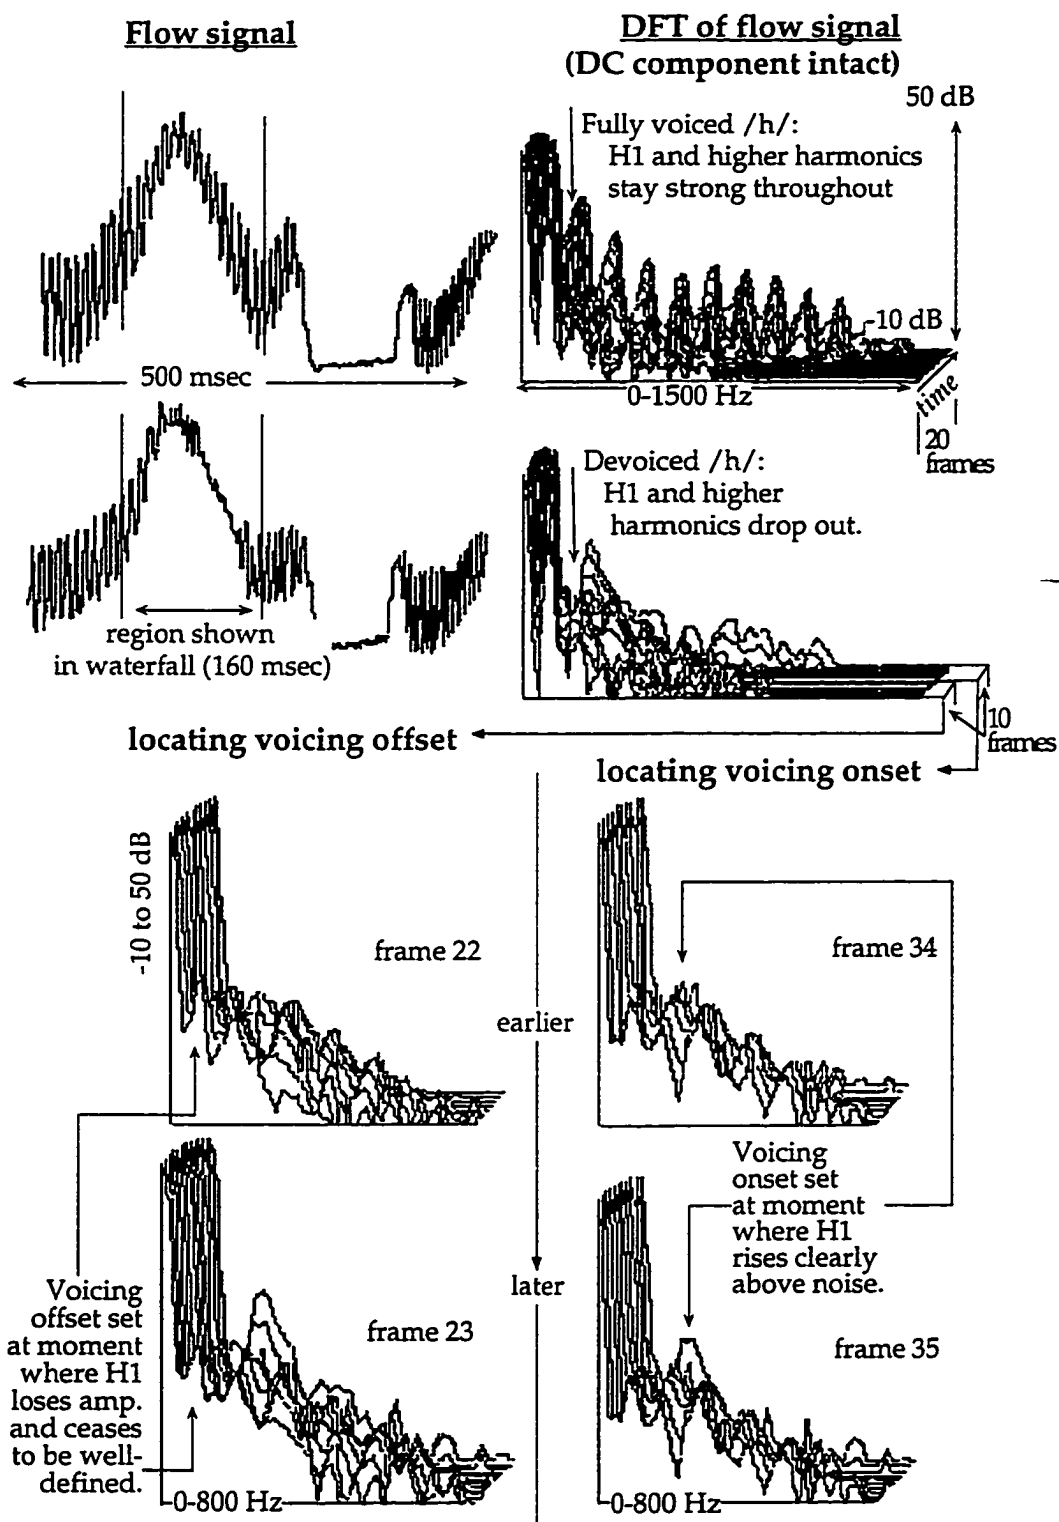 Flow signal
DFT of flow signal
(DC component intact)
50 dB
Fully voiced /h/:
H1 and higher harmonics
stay strong throughout
-10 dB
500 msec
0-1500 Hz
time
20
frames
Devoiced /h/:
H1 and higher
harmonics drop out.
region shown
in waterfall (160 msec)
10
frames
locating voicing offset
locating voicing onset
-10 to 50 dB
frame 22
frame 34
earlier
Voicing
onset set
at moment
where H1
rises clearly
above noise.
later
Voicing
offset set
at moment
where H1
loses amp.
and ceases
to be well-
defined.
frame 23
frame 35
0-800 Hz
0-800 Hz